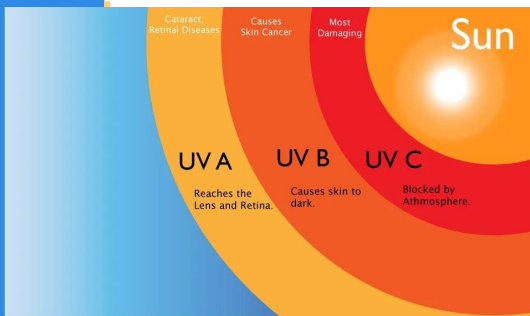 Sun
Cataract,
Retinal Diseases
Causes
Skin Cancer
Most
Damaging
UV A
UV B
UV C
Reaches the
Lens and Retina.
Causes skin to
dark.
Blocked by
Athmosphere.